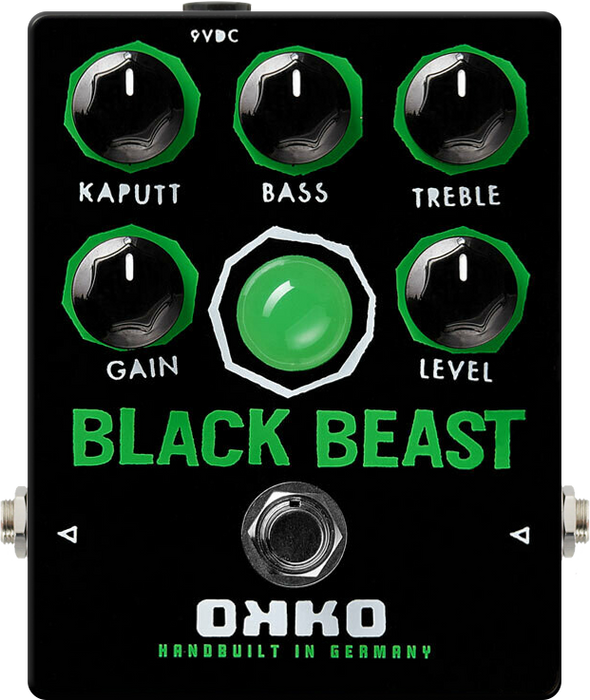 9VDC
KAPUTT BASS TREBLE
GAIN LEVEL
BLACK BEAST
OKKO
HANDBUILT IN GERMANY